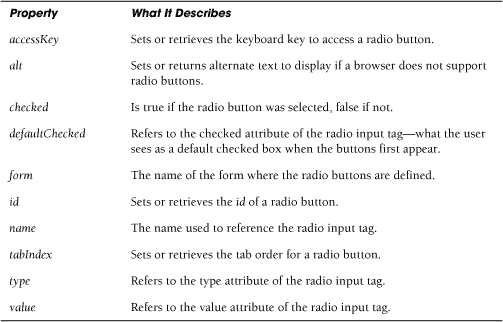 Property What It Describes
accessKey Sets or retrieves the keyboard key to access a radio button.
alt Sets or returns alternate text to display if a browser does not support
radio buttons.
checked Is true if the radio button was selected, false if not.
defaultChecked Refers to the checked attribute of the radio input tag—what the user
sees as a default checked box when the buttons first appear.
form The name of the form where the radio buttons are defined.
id Sets or retrieves the id of a radio button.
name The name used to reference the radio input tag.
tabIndex Sets or retrieves the tab order for a radio button.
type Refers to the type attribute of the radio input tag.
value Refers to the value attribute of the radio input tag.